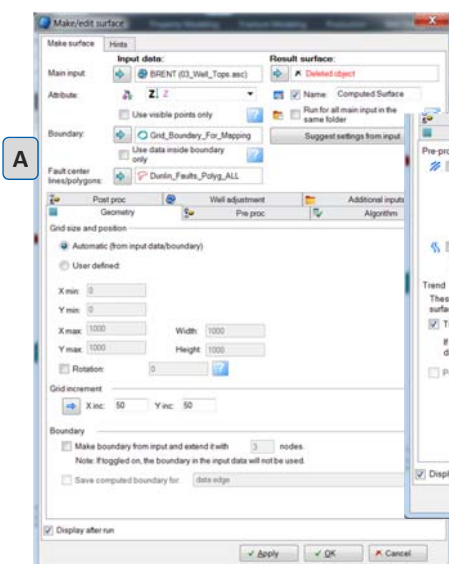 Make/edit surface
Make surface Hints
Input data: Result surface:
Main input: BRENT (03_Well_Tops.asc) Deleted object
Attribute: Z Z Name: Computed Surface
Use visible points only Run for all main input in the same folder
Boundary: Grid_Boundary_For_Mapping Suggest settings from input
Use data inside boundary only
A
Fault center lines/polygons: Dunlin_Faults_Polyg_ALL
Post proc Well adjustment Additional inputs
Geometry Pre proc Algorithm
Grid size and position
Automatic (from input data/boundary)
User defined:
X min: 0
Y min: 0
X max: 1000 Width: 1000
Y max: 1000 Height: 1000
Rotation: 0
Grid increment
X inc: 50 Y inc: 50
Boundary
Make boundary from input and extend it with 3 nodes.
Note: If toggled on, the boundary in the input data will not be used.
Save computed boundary for: data edge
Display after run
Apply OK Cancel
Pre-pro
Trend
Thes
surfac
T
If
d
P
Displ